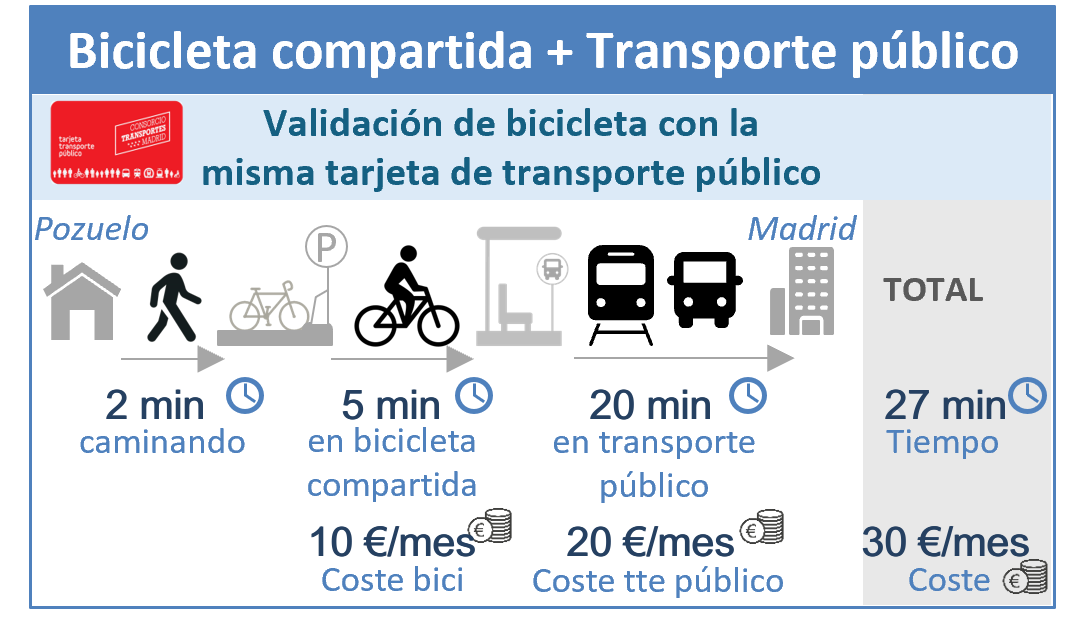 Bicicleta compartida + Transporte público
tarjeta
transporte
público
CONSORCIO
TRANSPORTES
MADRID
Validación de bicicleta con la
misma tarjeta de transporte público
Pozuelo
P
Madrid
TOTAL
2 min
caminando
5 min
en bicicleta
compartida
20 min
en transporte
público
27 min
Tiempo
10 €/mes
€
Coste bici
20 €/mes
€
Coste tte público
30 €/mes
Coste
€